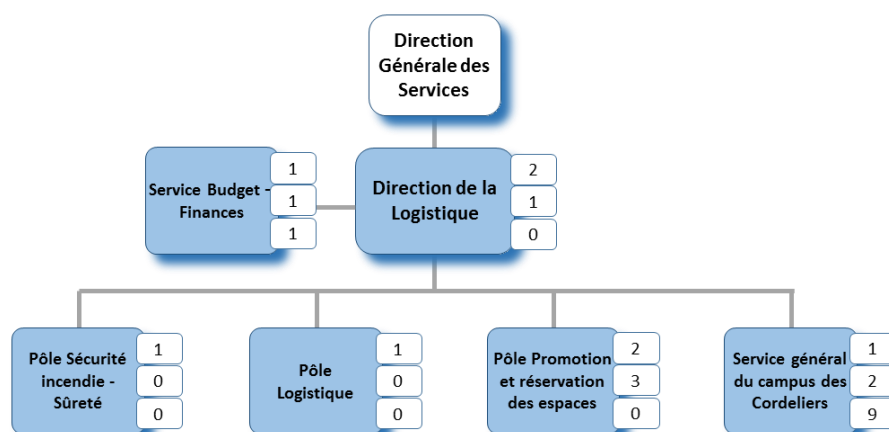 Direction
Générale des
Services
Service Budget -
Finances
1
1
1
Direction de la
Logistique
2
1
0
Pôle Sécurité
incendie -
Sûreté
1
0
0
Pôle
Logistique
1
0
0
Pôle Promotion
et réservation
des espaces
2
3
0
Service général
du campus des
Cordeliers
1
2
9